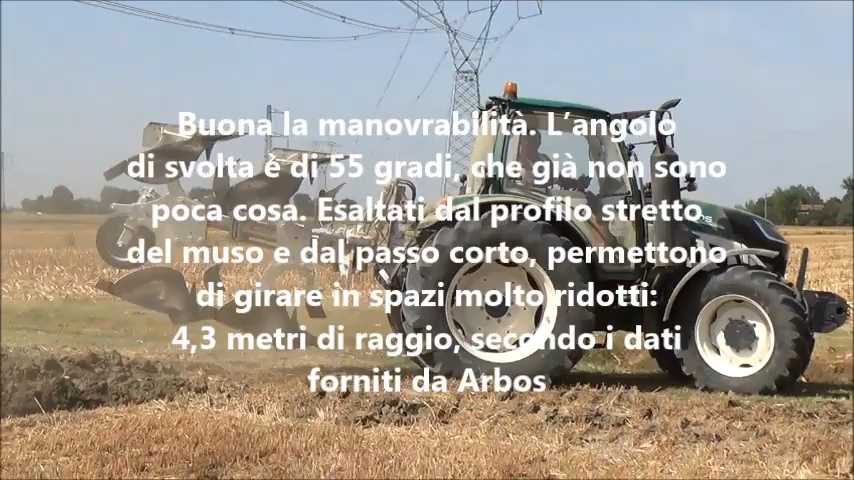 Buona la manovrabilità. L’angolo
di svolta è di 55 gradi, che già non sono
poca cosa. Esaltati dal profilo stretto
del muso e dal passo corto, permettono
di girare in spazi molto ridotti:
4,3 metri di raggio, secondo i dati
forniti da Arbos